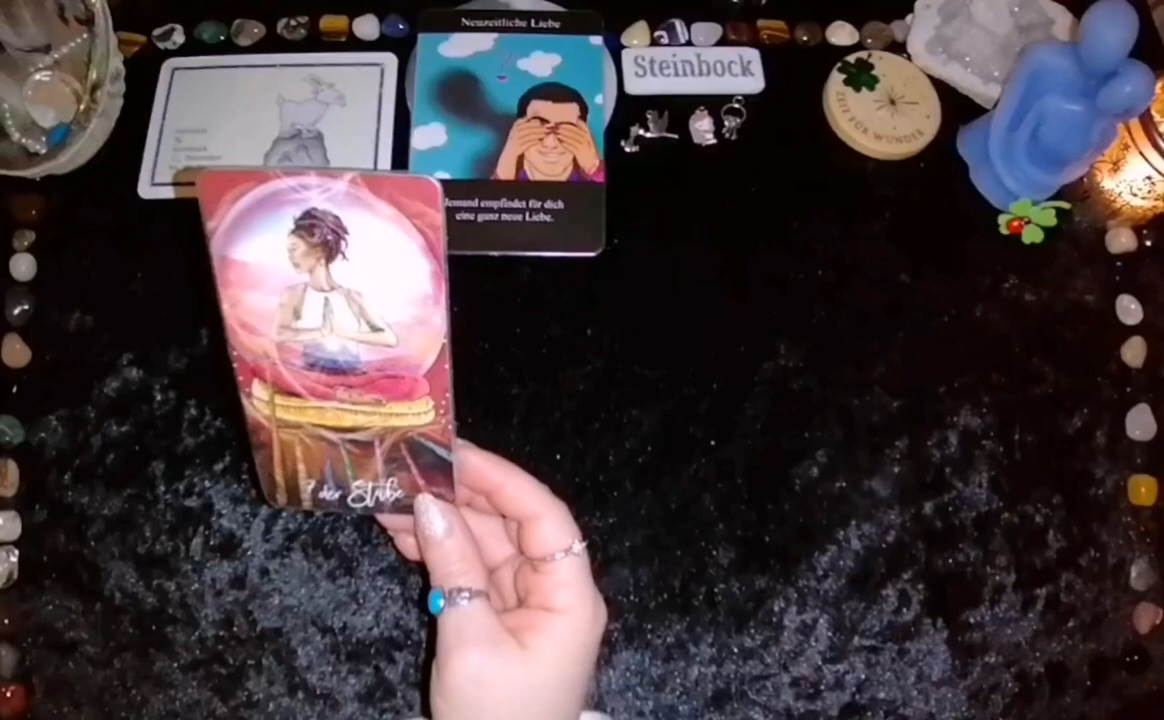 Neuzeitliche Liebe
Steinbock
ZEIT FÜR WUNDER
Jemand empfindet für dich
eine ganz neue Liebe.
7 der Stäbe